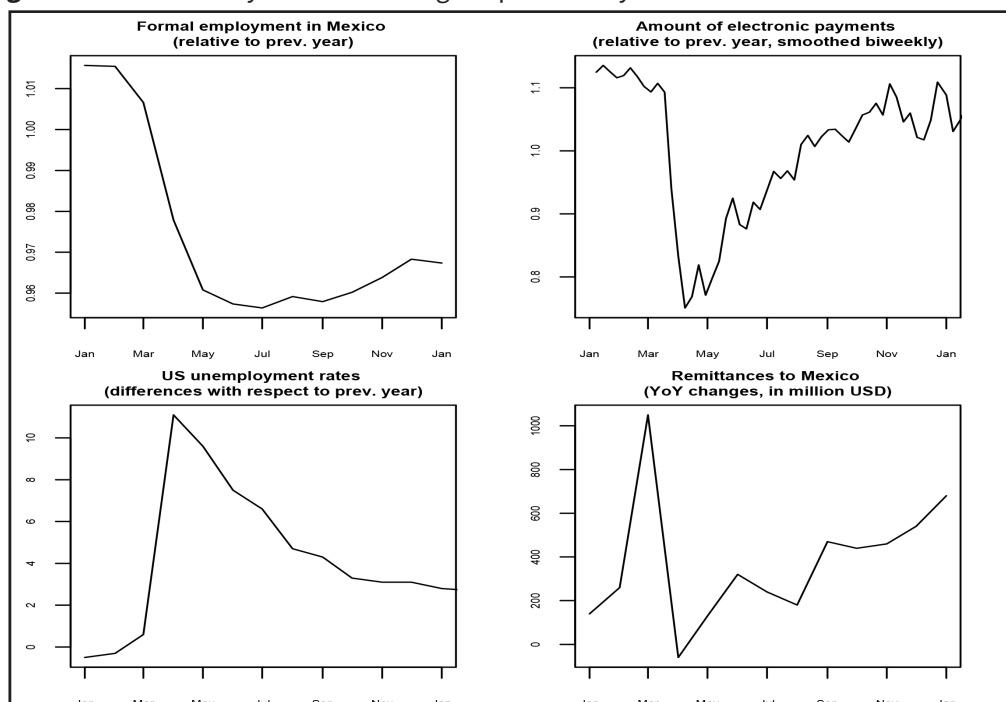 Formal employment in Mexico
(relative to prev. year)
1.01
1.00
0.99
0.98
0.97
0.96
Jan Mar May Jul Sep Nov Jan
Amount of electronic payments
(relative to prev. year, smoothed biweekly)
1.1
1.0
0.9
0.8
Jan Mar May Jul Sep Nov Jan
US unemployment rates
(differences with respect to prev. year)
10
8
6
4
2
0
Remittances to Mexico
(YoY changes, in million USD)
1000
800
600
400
200
0